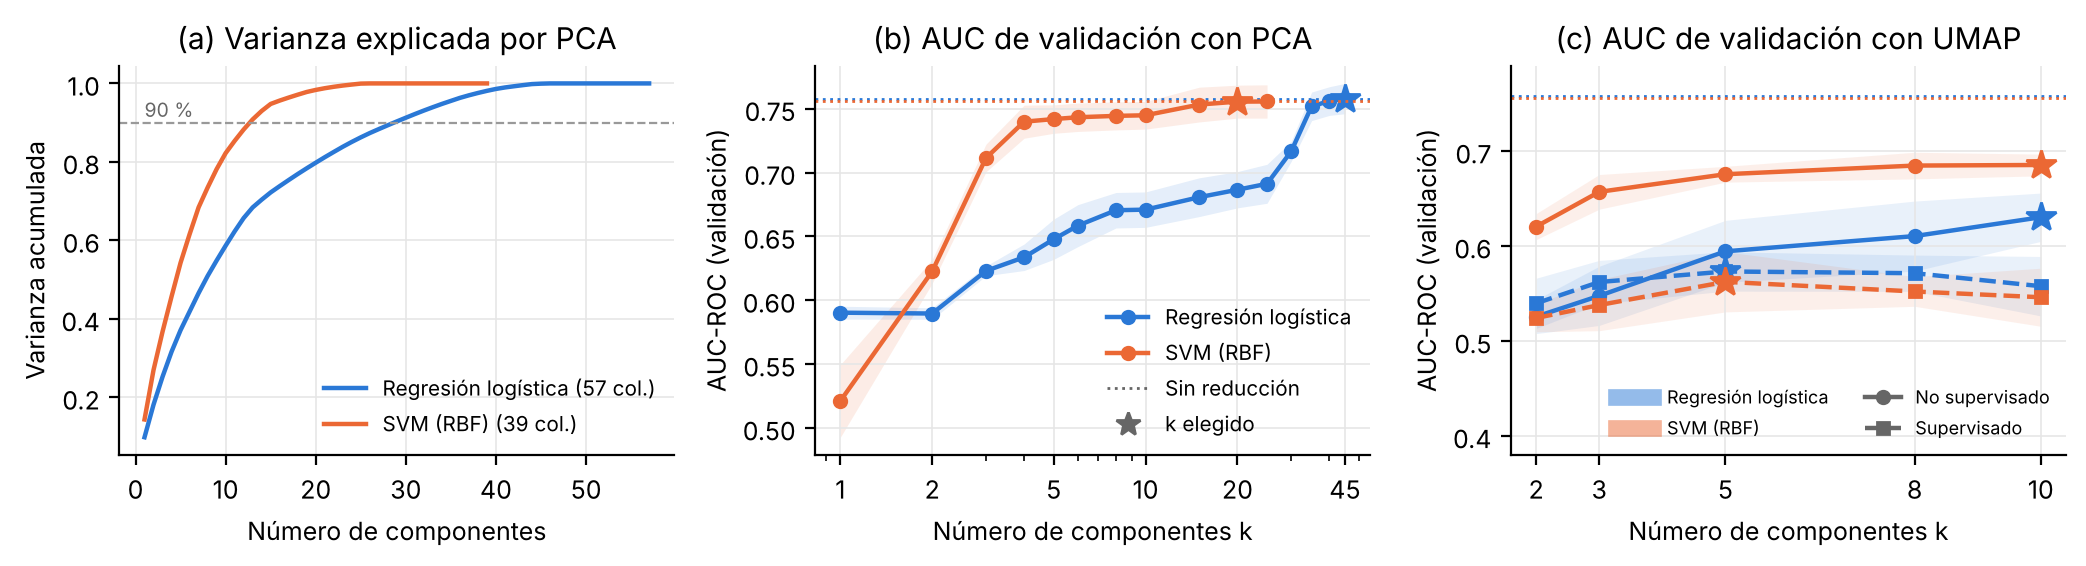 (a) Varianza explicada por PCA
Varianza acumulada
1.0
0.8
0.6
0.4
0.2
90 %
Regresión logística (57 col.)
SVM (RBF) (39 col.)
0 10 20 30 40 50
Número de componentes
(b) AUC de validación con PCA
AUC-ROC (validación)
0.75
0.70
0.65
0.60
0.55
0.50
Regresión logística
SVM (RBF)
Sin reducción
k elegido
1 2 5 10 20 45
Número de componentes k
(c) AUC de validación con UMAP
AUC-ROC (validación)
0.7
0.6
0.5
0.4
Regresión logística
SVM (RBF)
No supervisado
Supervisado
2 3 5 8 10
Número de componentes k